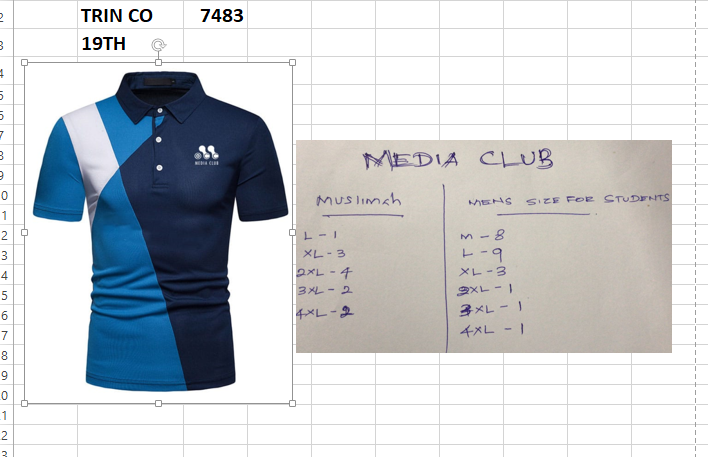 TRIN CO 7483
19TH
MEDIA CLUB
MEDIA CLUB
Muslimah
L - 1
XL - 3
2XL - 4
3XL - 2
4XL - 2
MENS SIZE FOR STUDENTS
M - 8
L - 9
XL - 3
2XL - 1
3XL - 1
4XL - 1